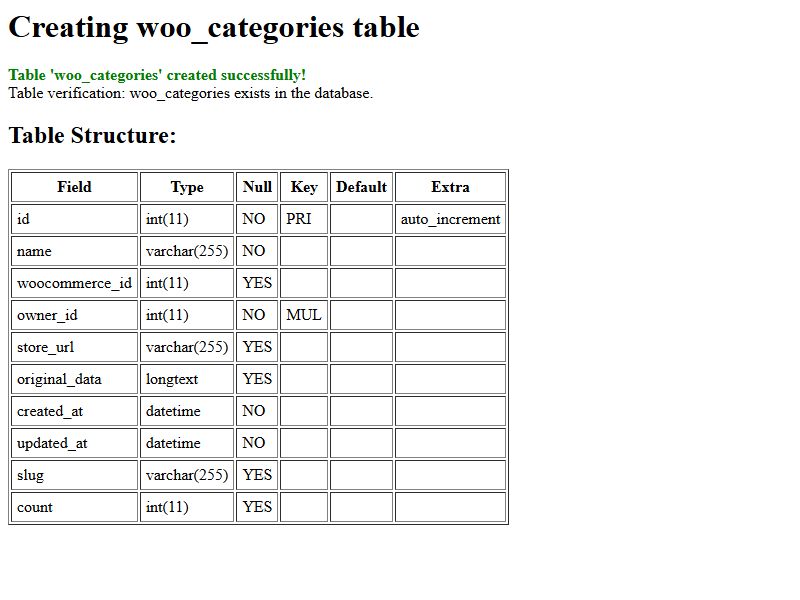 Creating woo_categories table
Table 'woo_categories' created successfully!
Table verification: woo_categories exists in the database.
Table Structure:
Field Type Null Key Default Extra
id int(11) NO PRI auto_increment
name varchar(255) NO
woocommerce_id int(11) YES
owner_id int(11) NO MUL
store_url varchar(255) YES
original_data longtext YES
created_at datetime NO
updated_at datetime NO
slug varchar(255) YES
count int(11) YES